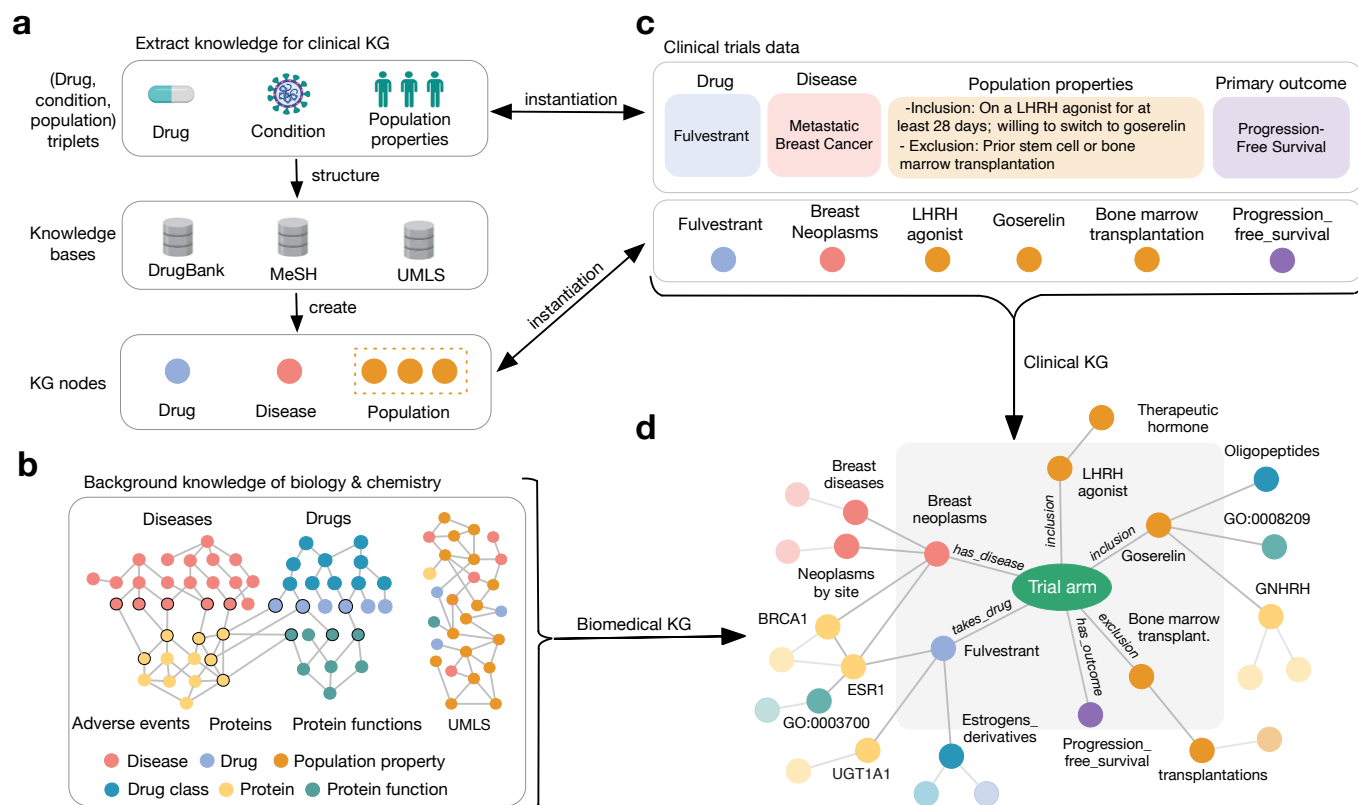 a
Extract knowledge for clinical KG
(Drug,
condition,
population)
triplets
Drug
Condition
Population
properties
structure
Knowledge
bases
DrugBank
MeSH
UMLS
create
KG nodes
Drug
Disease
Population
instantiation
instantiation
b
Background knowledge of biology & chemistry
Diseases
Drugs
Adverse events
Proteins
Protein functions
UMLS
Disease
Drug
Population property
Drug class
Protein
Protein function
Biomedical KG
c
Clinical trials data
Drug
Disease
Population properties
Primary outcome
Fulvestrant
Metastatic
Breast Cancer
-Inclusion: On a LHRH agonist for at
least 28 days; willing to switch to goserelin
- Exclusion: Prior stem cell or bone
marrow transplantation
Progression-
Free Survival
Fulvestrant
Breast
Neoplasms
LHRH
agonist
Goserelin
Bone marrow
transplantation
Progression_
free_survival
Clinical KG
d
Therapeutic
hormone
LHRH
agonist
Oligopeptides
Breast
diseases
Breast
neoplasms
inclusion
inclusion
GO:0008209
Goserelin
has_disease
Neoplasms
by site
Trial arm
GNHRH
BRCA1
takes_drug
exclusion
Bone marrow
transplant.
Fulvestrant
has_outcome
ESR1
GO:0003700
Estrogens_
derivatives
Progression_
free_survival
UGT1A1
transplantations